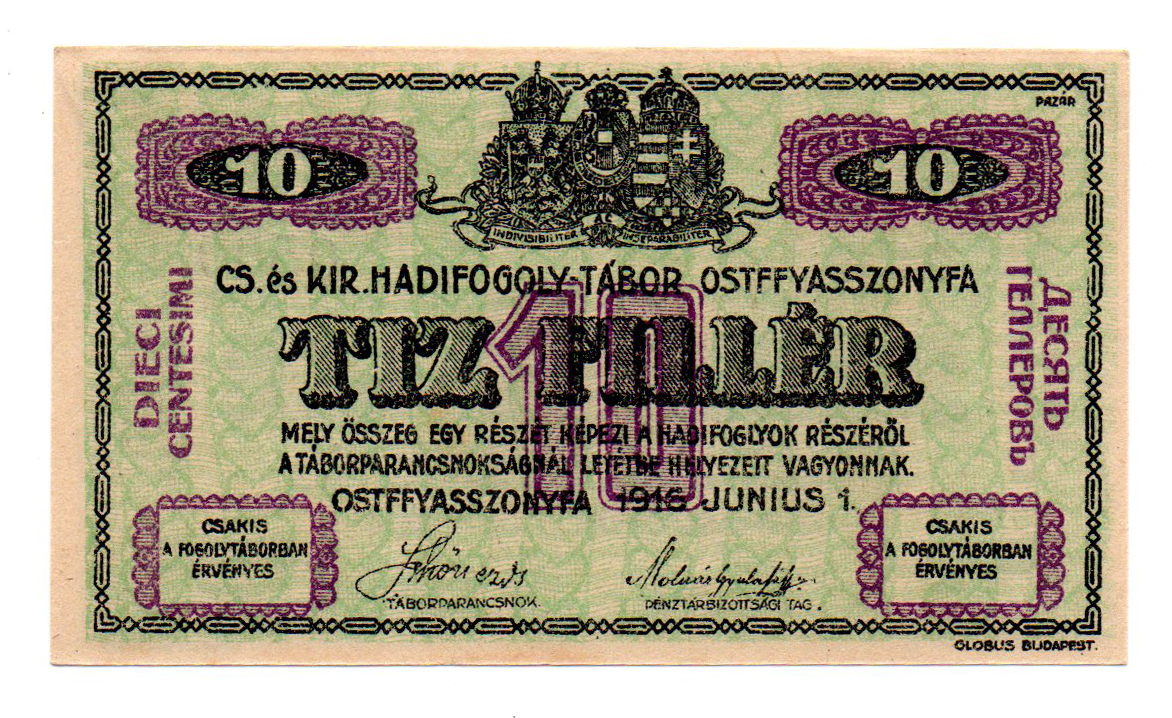 PAZÁR
10
10
INDIVISIBILITER
INSEPARABILITER
CS. és KIR. HADIFOGOLY-TÁBOR OSTFFYASSZONYFA
DIECI
CENTESIMI
TIZ FILLÉR
10
ДЕСЯТЬ
ГЕЛЛЕРОВЪ
MELY ÖSSZEG EGY RÉSZÉT KÉPEZI A HADIFOGLYOK RÉSZÉRŐL
A TÁBORPARANCSNOKSÁGNÁL LETÉTBE HELYEZETT VAGYONNAK.
OSTFFYASSZONYFA 1916 JUNIUS 1.
CSAKIS
A FOGOLYTÁBORBAN
ÉRVÉNYES
TÁBORPARANCSNOK.
PÉNZTÁRBIZOTTSÁGI TAG.
CSAKIS
A FOGOLYTÁBORBAN
ÉRVÉNYES
GLOBUS BUDAPEST.